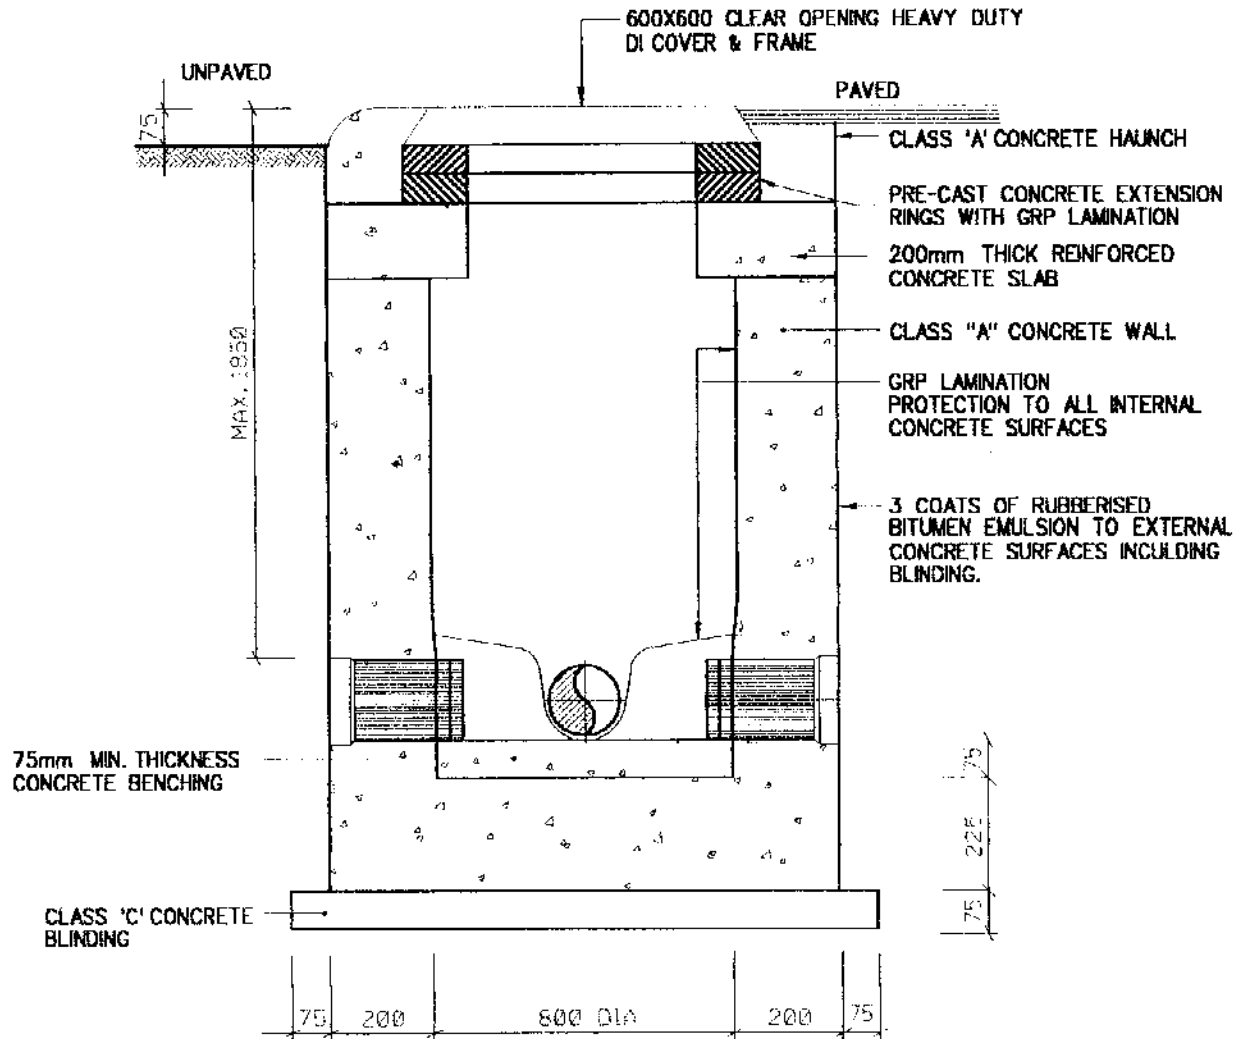 600X600 CLEAR OPENING HEAVY DUTY
DI COVER & FRAME
UNPAVED
PAVED
75
CLASS 'A' CONCRETE HAUNCH
PRE-CAST CONCRETE EXTENSION
RINGS WITH GRP LAMINATION
200mm THICK REINFORCED
CONCRETE SLAB
CLASS "A" CONCRETE WALL
MAX. 1850
GRP LAMINATION
PROTECTION TO ALL INTERNAL
CONCRETE SURFACES
3 COATS OF RUBBERISED
BITUMEN EMULSION TO EXTERNAL
CONCRETE SURFACES INCULDING
BLINDING.
75mm MIN. THICKNESS
CONCRETE BENCHING
75
225
75
CLASS 'C' CONCRETE
BLINDING
75 200 800 DIA 200 75